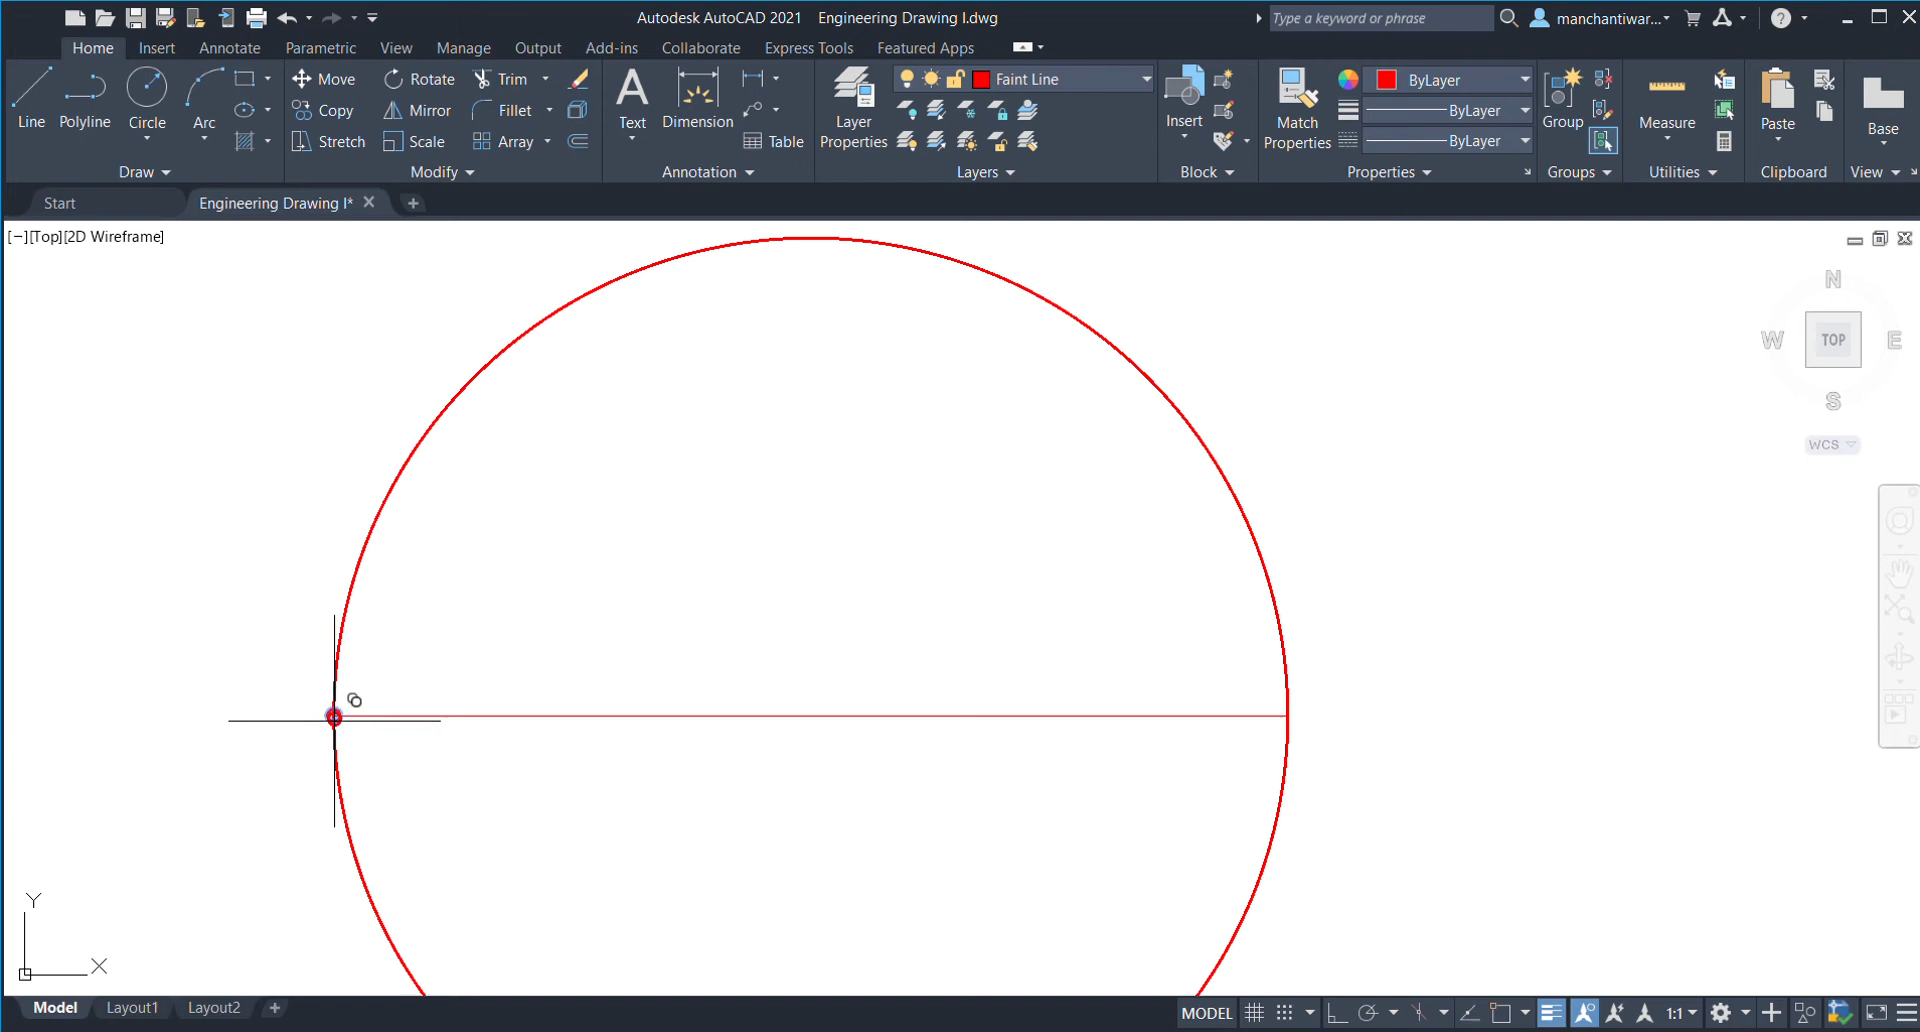 Autodesk AutoCAD 2021 Engineering Drawing I.dwg
Type a keyword or phrase
manchantiwar...
Home Insert Annotate Parametric View Manage Output Add-ins Collaborate Express Tools Featured Apps
Line Polyline Circle Arc
Move Rotate Trim
Copy Mirror Fillet
Stretch Scale Array
Text Dimension Table
Layer Properties
Faint Line
Insert
Match Properties
ByLayer
ByLayer
ByLayer
Group
Measure
Paste
Base
Draw Modify Annotation Layers Block Properties Groups Utilities Clipboard View
Start Engineering Drawing I*
[−][Top][2D Wireframe]
N
W TOP E
S
WCS
Y
X
Model Layout1 Layout2
MODEL 1:1